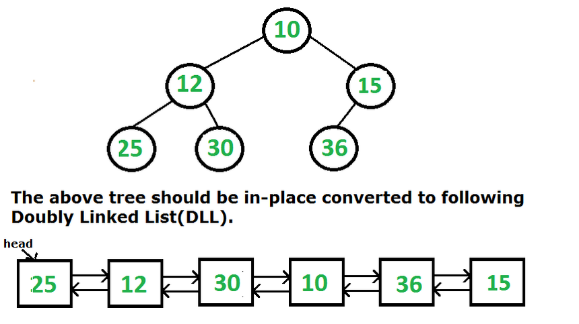 10
12 15
25 30 36
The above tree should be in-place converted to following
Doubly Linked List(DLL).
head
25 12 30 10 36 15